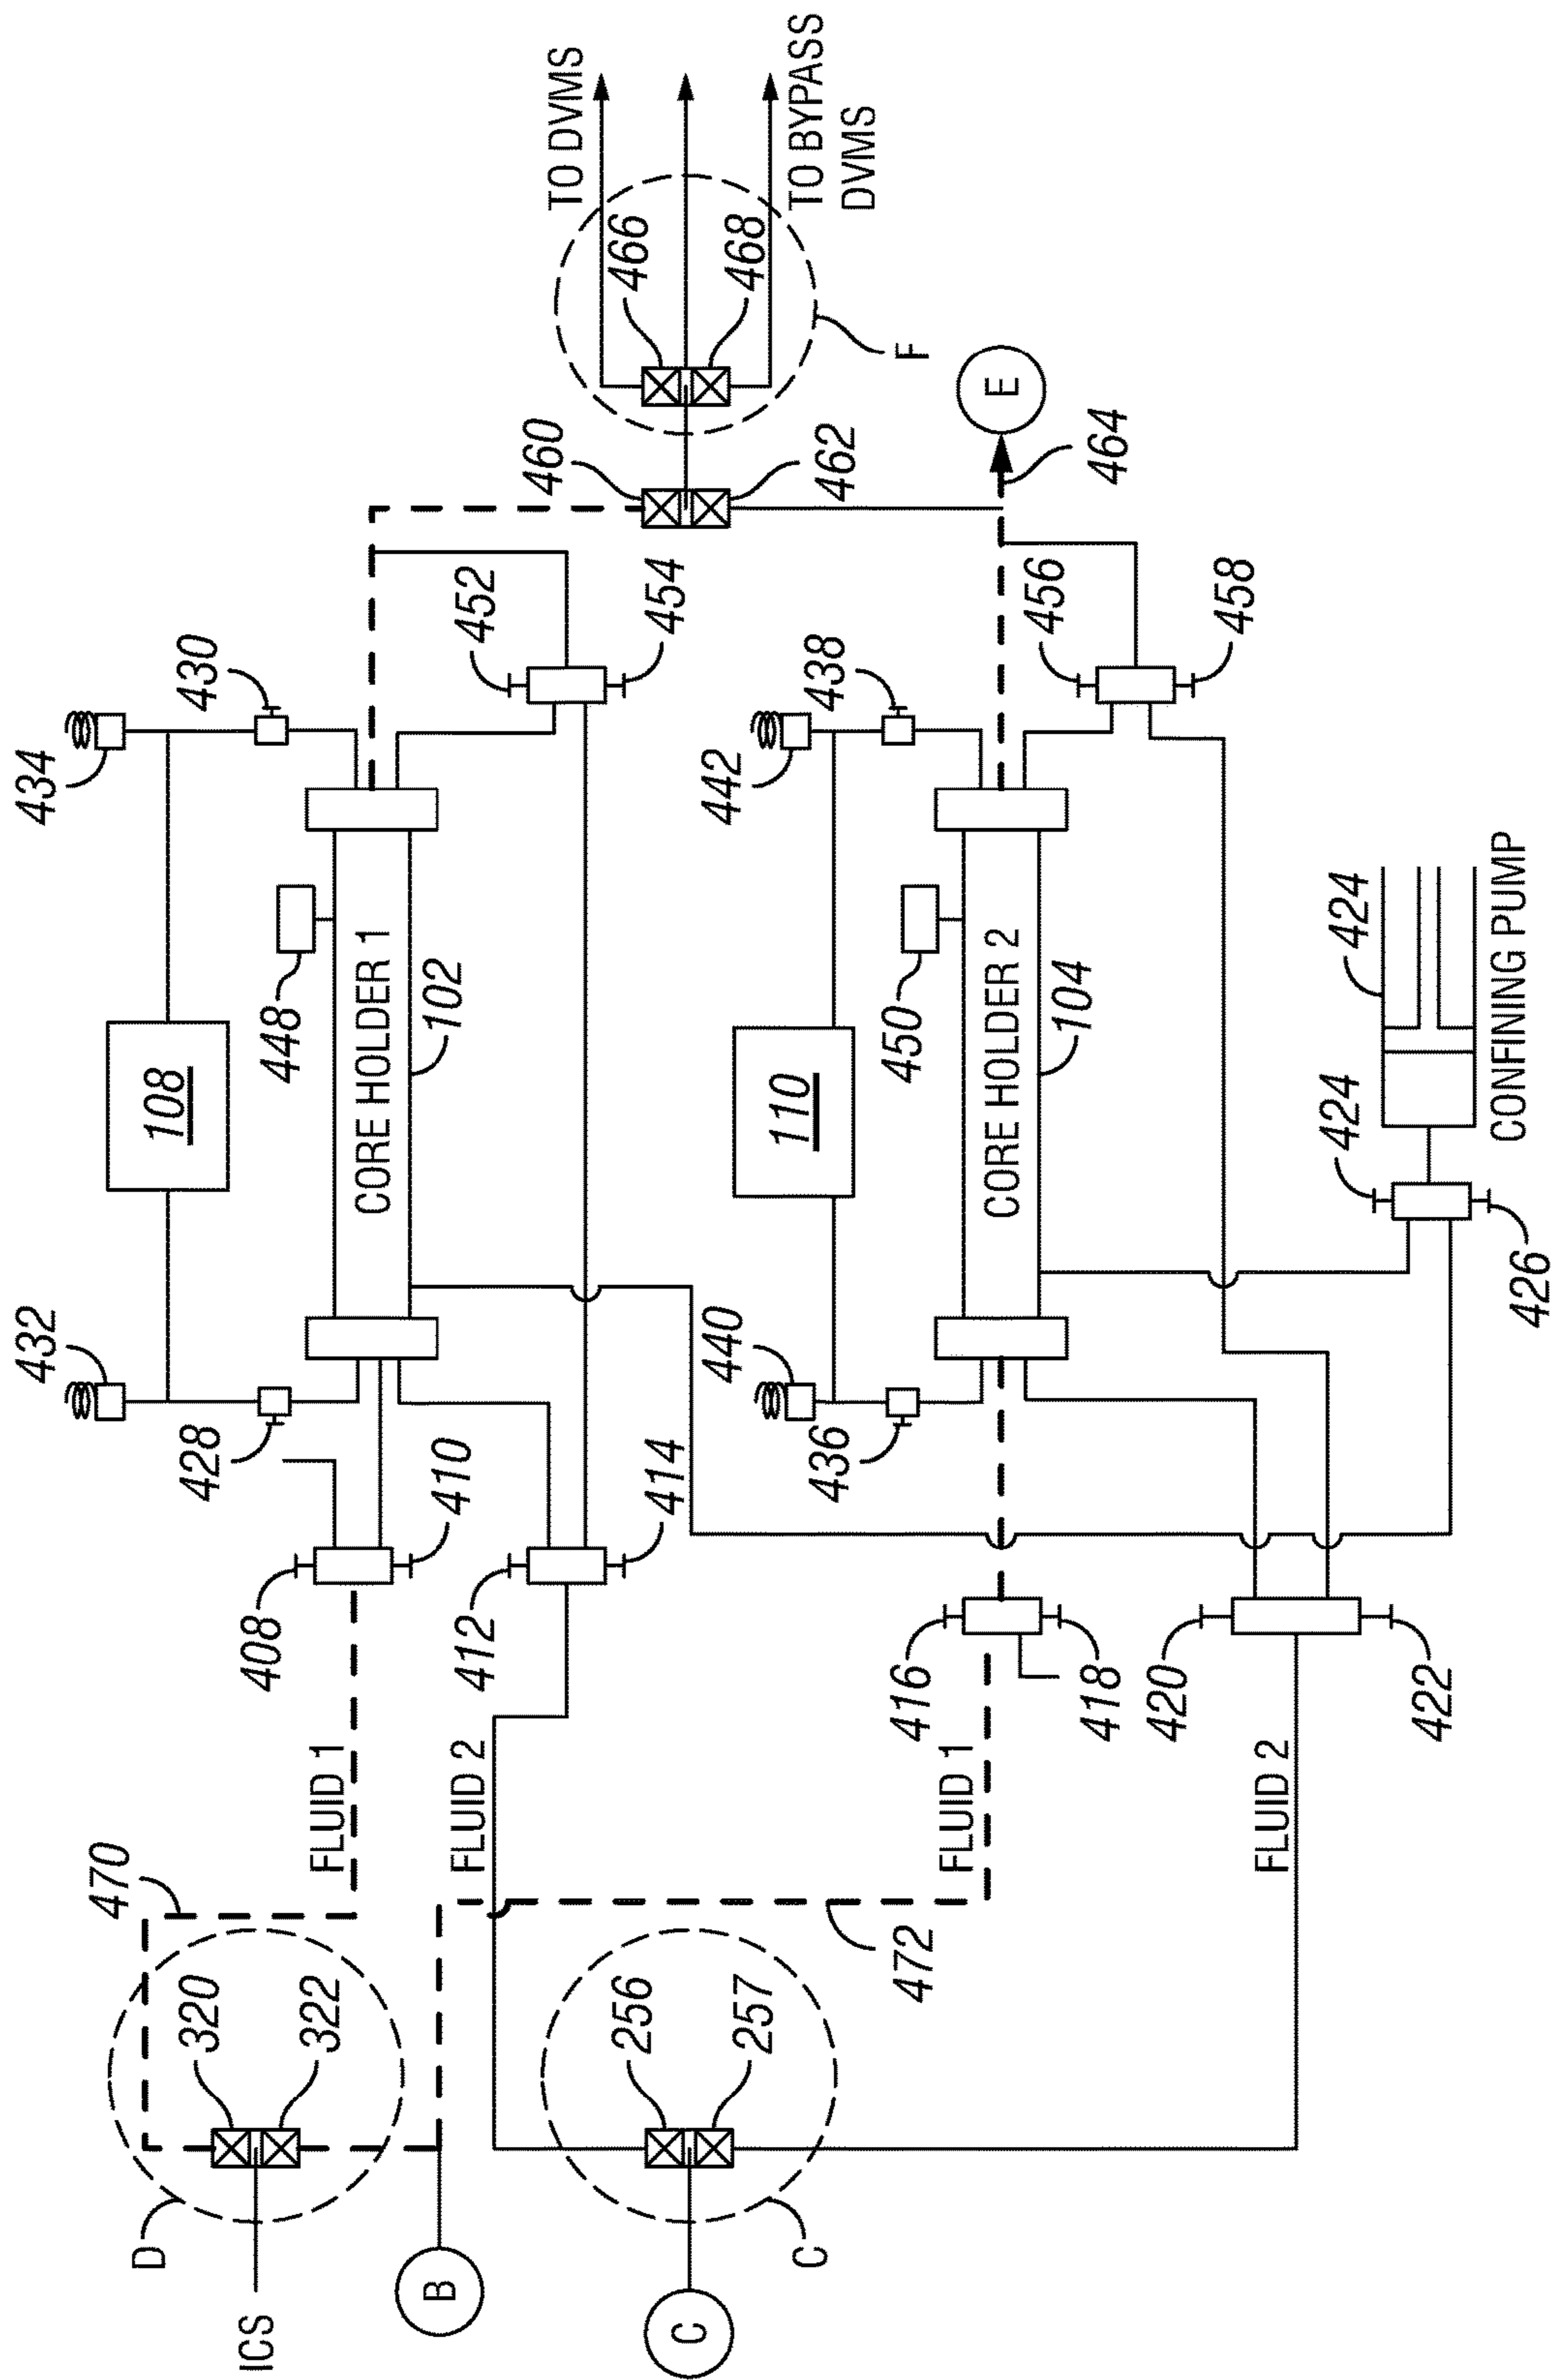 TO DVMS
TO BYPASS
DVMS
466
468
F
460
462
E
464
434
430
452
454
448
108
CORE HOLDER 1
102
432
428
410
408
412
414
442
438
456
458
450
110
CORE HOLDER 2
104
440
436
424
424
CONFINING PUMP
426
416
418
420
422
470
FLUID 1
FLUID 2
FLUID 1
FLUID 2
472
320
322
D
ICS
B
256
257
C
C